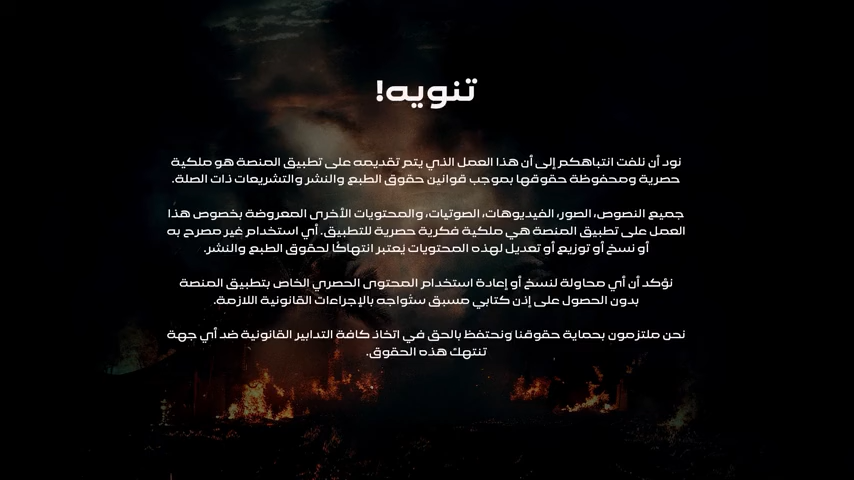 تنويه!
نود أن نلفت انتباهكم إلى أن هذا العمل الذي يتم تقديمه على تطبيق المنصة هو ملكية
حصرية ومحفوظة حقوقها بموجب قوانين حقوق الطبع والنشر والتشريعات ذات الصلة.
جميع النصوص، الصور، الفيديوهات، الصوتيات، والمحتويات الأخرى المعروضة بخصوص هذا
العمل على تطبيق المنصة هي ملكية فكرية حصرية للتطبيق. أي استخدام غير مصرح به
أو نسخ أو توزيع أو تعديل لهذه المحتويات يُعتبر انتهاكًا لحقوق الطبع والنشر.
نؤكد أن أي محاولة لنسخ أو إعادة استخدام المحتوى الحصري الخاص بتطبيق المنصة
بدون الحصول على إذن كتابي مسبق ستُواجه بالإجراءات القانونية اللازمة.
نحن ملتزمون بحماية حقوقنا ونحتفظ بالحق في اتخاذ كافة التدابير القانونية ضد أي جهة
تنتهك هذه الحقوق.